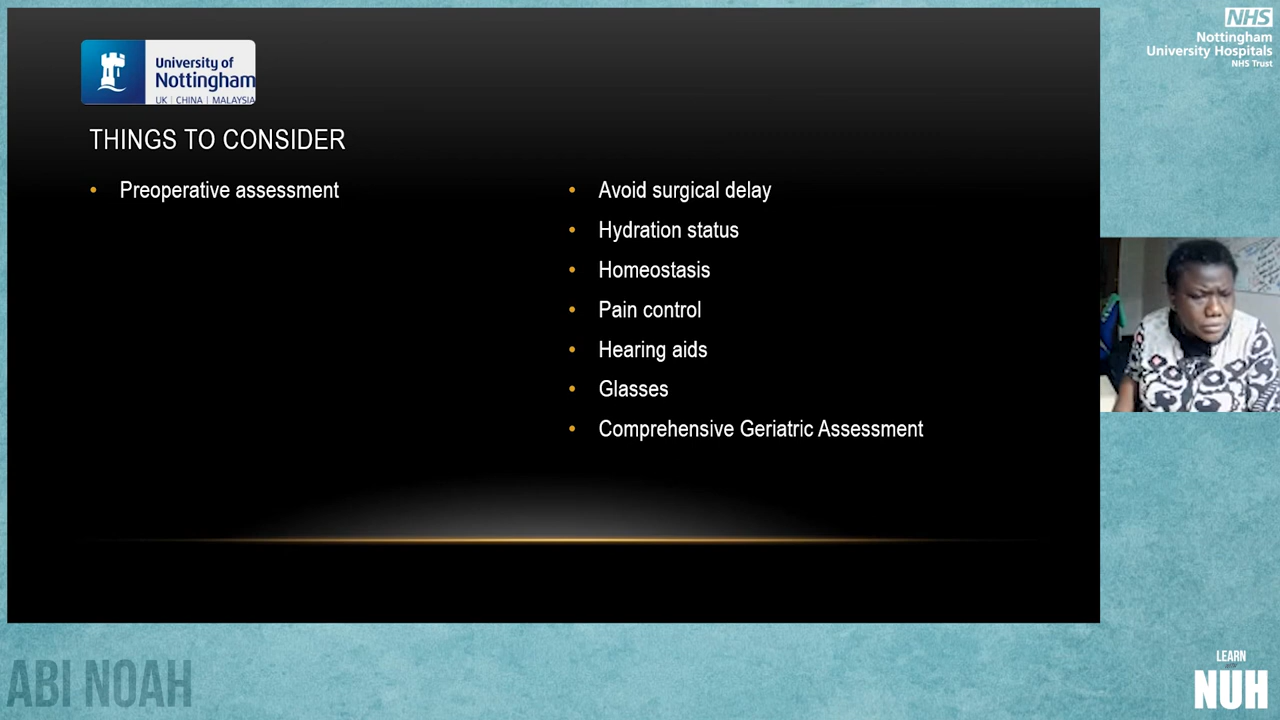 University of
Nottingham
UK | CHINA | MALAYSIA
THINGS TO CONSIDER
• Preoperative assessment
• Avoid surgical delay
• Hydration status
• Homeostasis
• Pain control
• Hearing aids
• Glasses
• Comprehensive Geriatric Assessment
NHS
Nottingham
University Hospitals
NHS Trust
ABI NOAH
LEARN
NUH